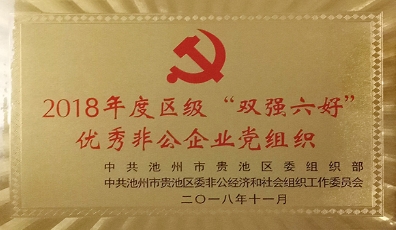 2018年度区级“双强六好”
优秀非公企业党组织
中共池州市贵池区委组织部
中共池州市贵池区委非公经济和社会组织工作委员会
二〇一八年十一月